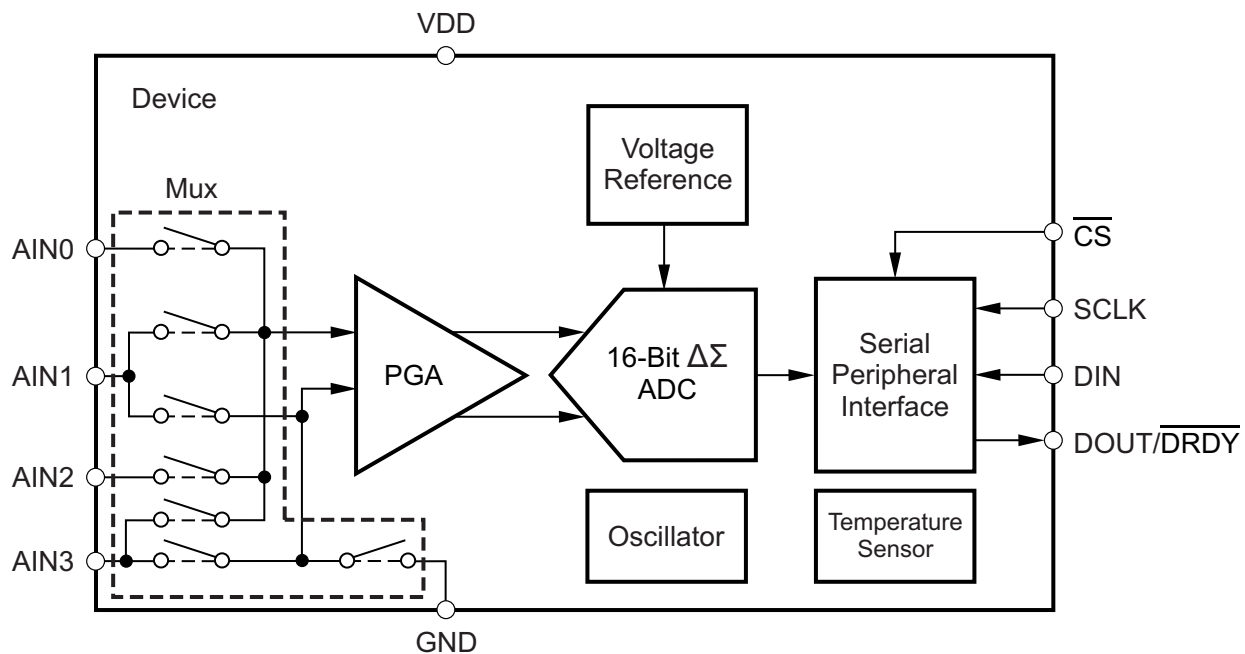 VDD
Device
Voltage
Reference
Mux
AIN0
CS
SCLK
AIN1
PGA
16-Bit ΔΣ
ADC
Serial
Peripheral
Interface
DIN
DOUT/DRDY
AIN2
AIN3
Oscillator
Temperature
Sensor
GND